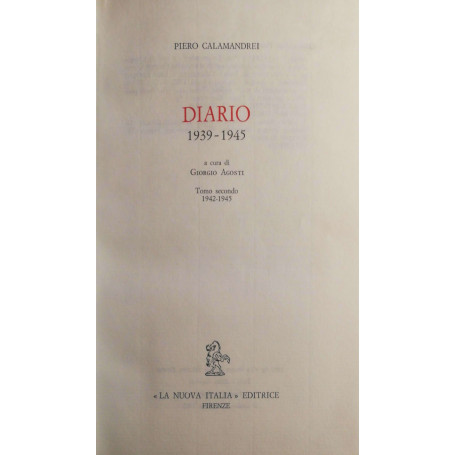 PIERO CALAMANDREI
DIARIO
1939-1945
a cura di
GIORGIO AGOSTI
Tomo secondo
1942-1945
«LA NUOVA ITALIA» EDITRICE
FIRENZE